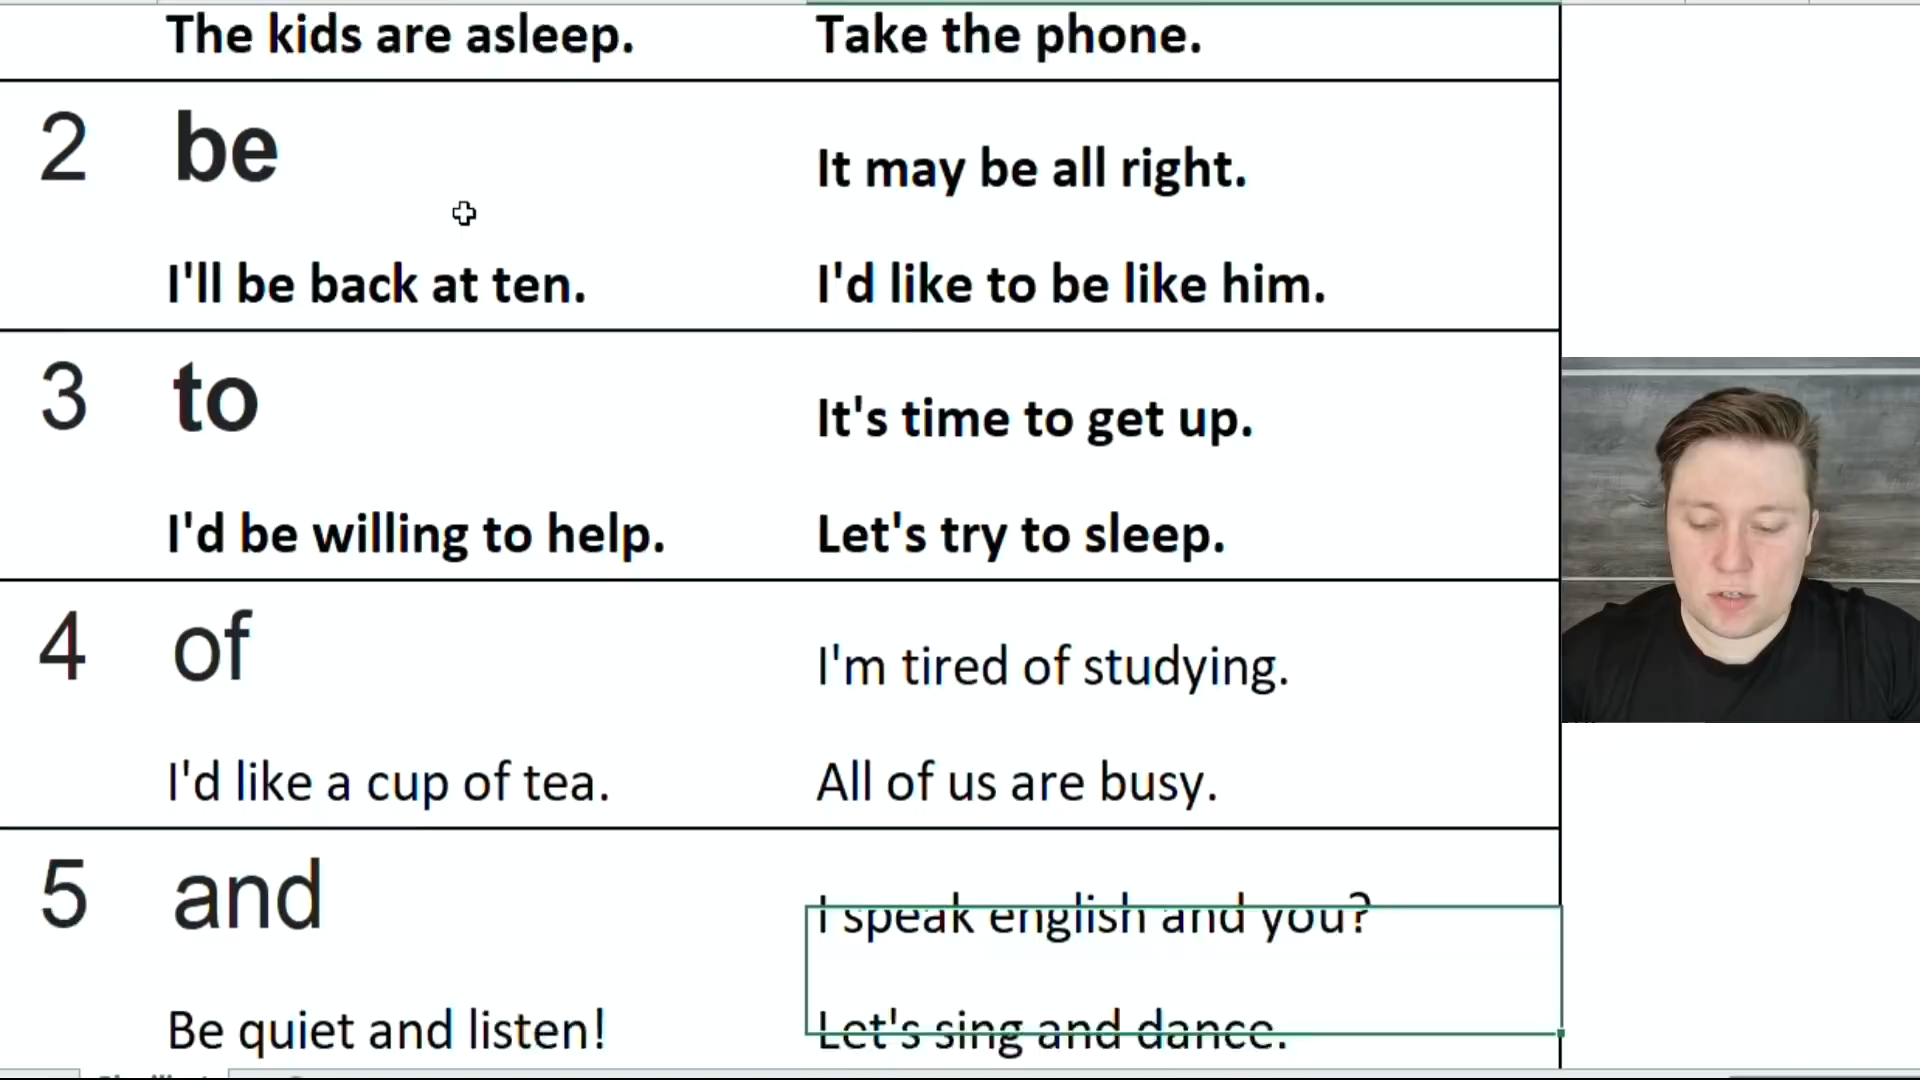 The kids are asleep. Take the phone.
2 be It may be all right.
I'll be back at ten. I'd like to be like him.
3 to It's time to get up.
I'd be willing to help. Let's try to sleep.
4 of I'm tired of studying.
I'd like a cup of tea. All of us are busy.
5 and I speak english and you?
Be quiet and listen! Let's sing and dance.